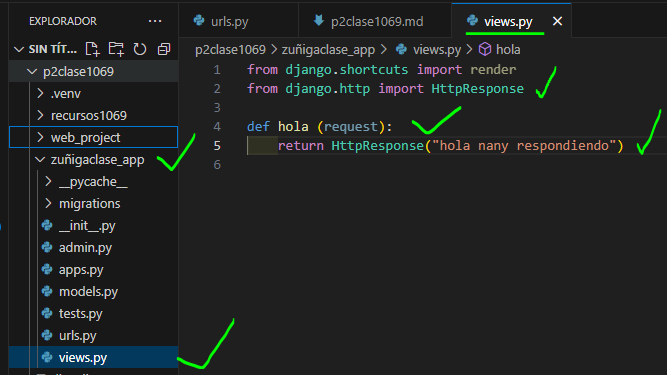 EXPLORADOR ...
SIN TÍT...
p2clase1069
.venv
recursos1069
web_project
zuñigaclase_app
__pycache__
migrations
__init__.py
admin.py
apps.py
models.py
tests.py
urls.py
views.py
urls.py p2clase1069.md views.py
p2clase1069 > zuñigaclase_app > views.py > hola
1 from django.shortcuts import render
2 from django.http import HttpResponse
3
4 def hola (request):
5 return HttpResponse("hola nany respondiendo")
6